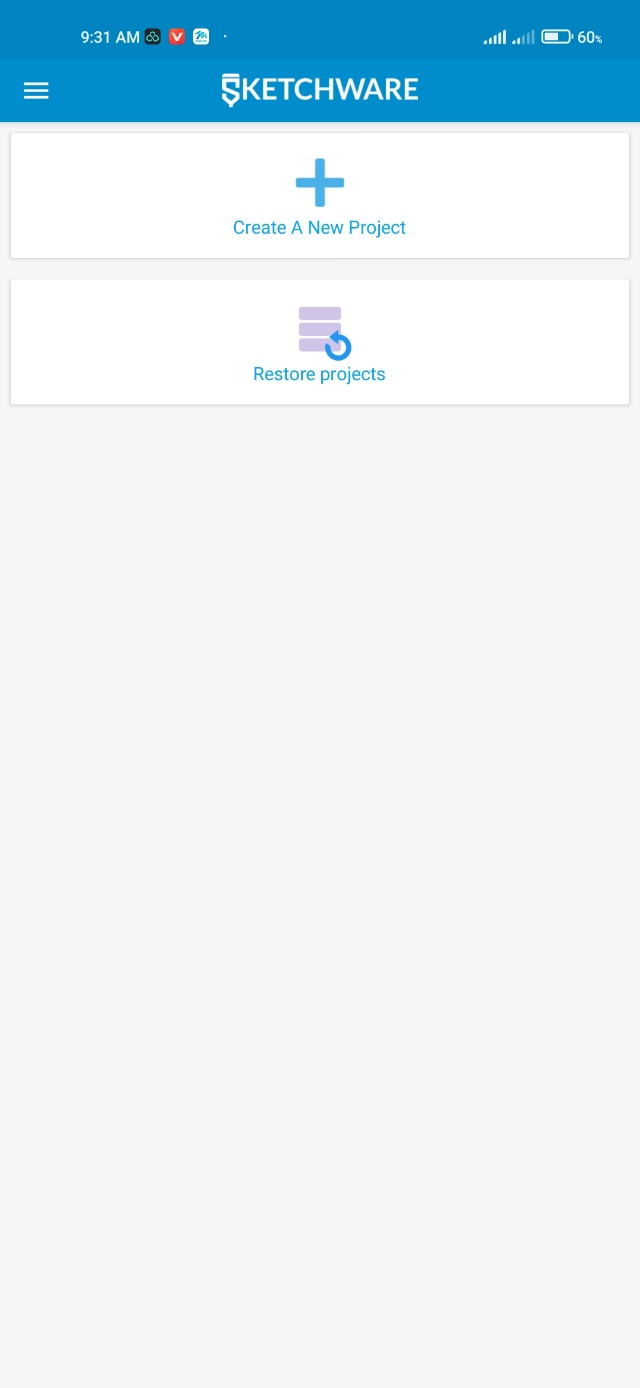 9:31 AM
60%
SKETCHWARE
Create A New Project
Restore projects